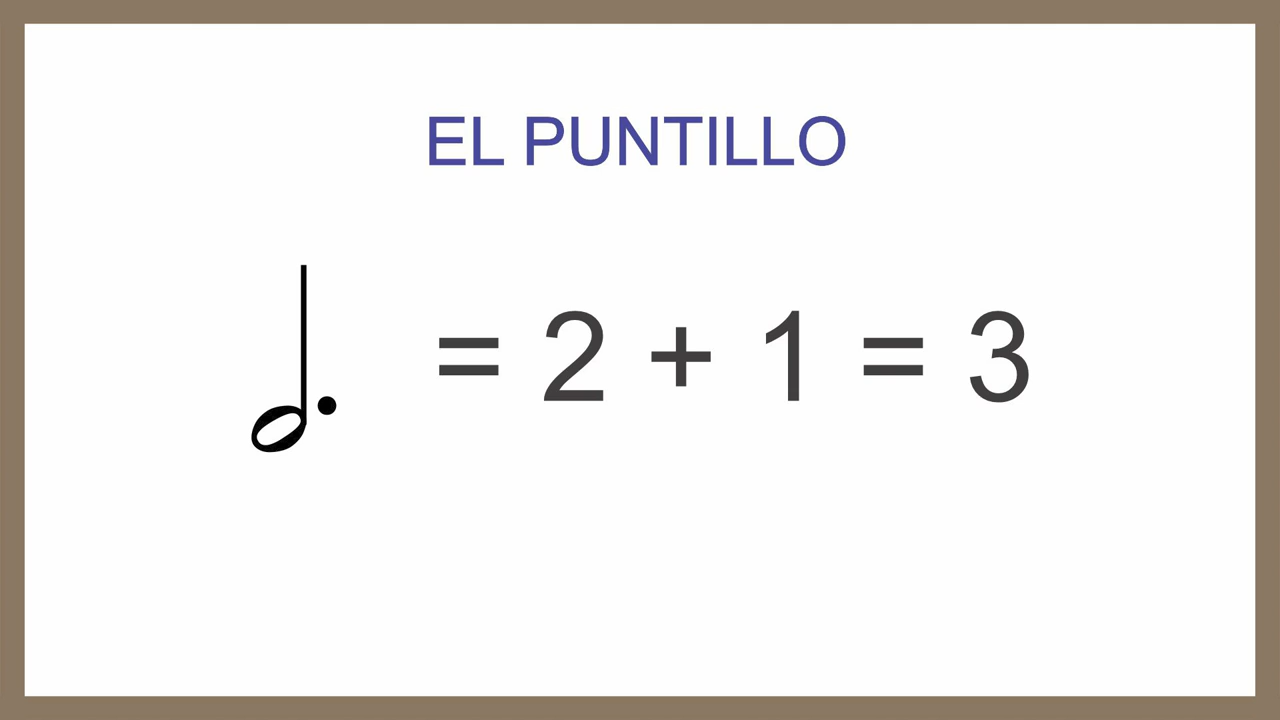 EL PUNTILLO
= 2 + 1 = 3